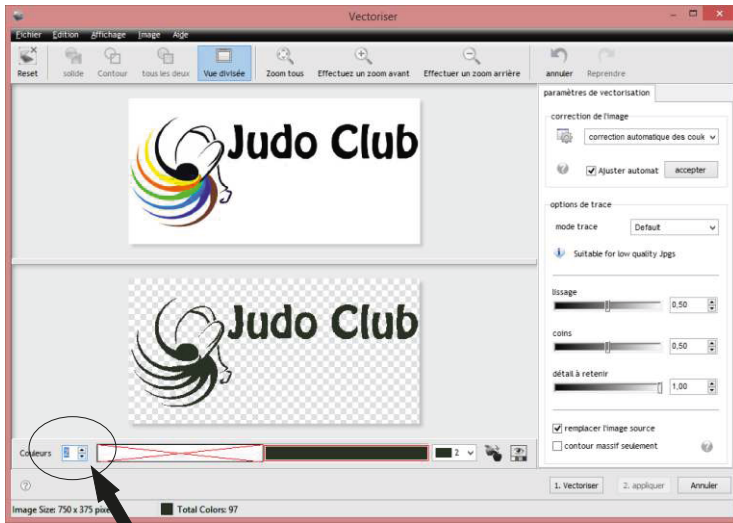 Vectoriser
Fichier Edition Affichage Image Aide
Reset solide Contour tous les deux Vue divisée Zoom tous Effectuez un zoom avant Effectuer un zoom arrière annuler Reprendre
paramètres de vectorisation
correction de l'image
correction automatique des coule
Ajuster automat accepter
options de trace
mode trace Default
Suitable for low quality Jpgs
lissage
0,50
coins
0,50
détail à retenir
1,00
remplacer l'image source
contour massif seulement
Judo Club
Judo Club
Couleurs 2 2
1. Vectoriser 2. appliquer Annuler
Image Size: 750 x 375 Total Colors: 97